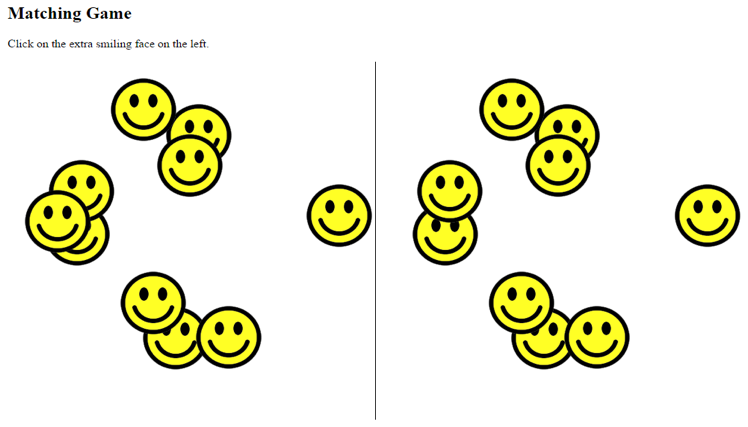 Matching Game
Click on the extra smiling face on the left.